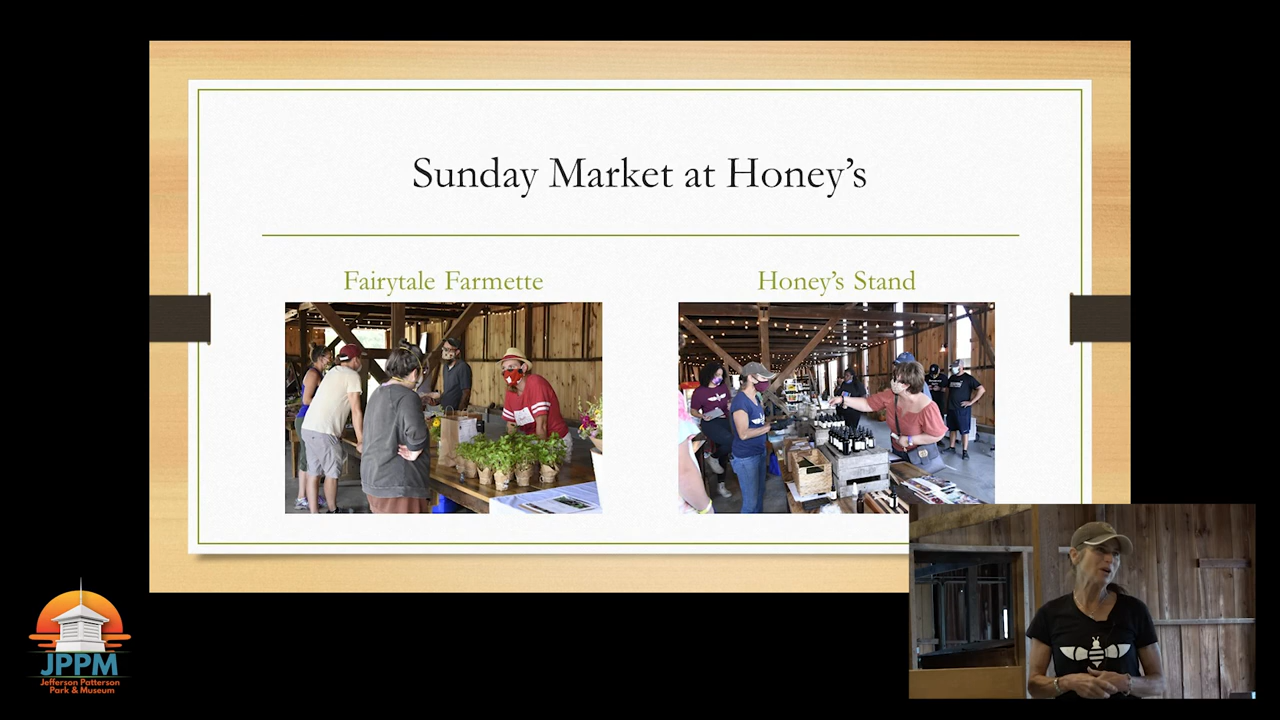 Sunday Market at Honey’s
Fairytale Farmette
Honey’s Stand
JPPM
Jefferson Patterson
Park & Museum